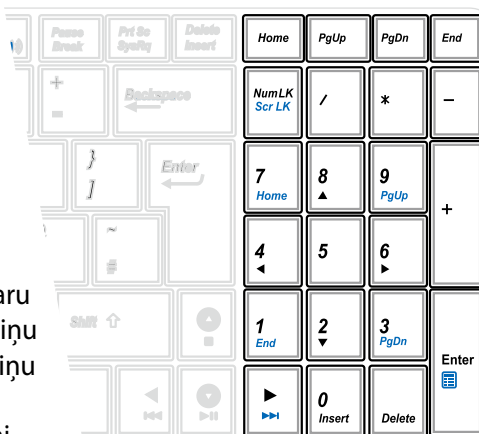 Pause Prt Sc Delete Home PgUp PgDn End
Break SysRq Insert
+ Backspace NumLK / * -
= Scr LK
} Enter 7 8 9 +
] Home PgUp
~ 4 5 6
#
aru
Shift 1 2 3 Enter
iņu End PgDn
iņu
0
Insert Delete